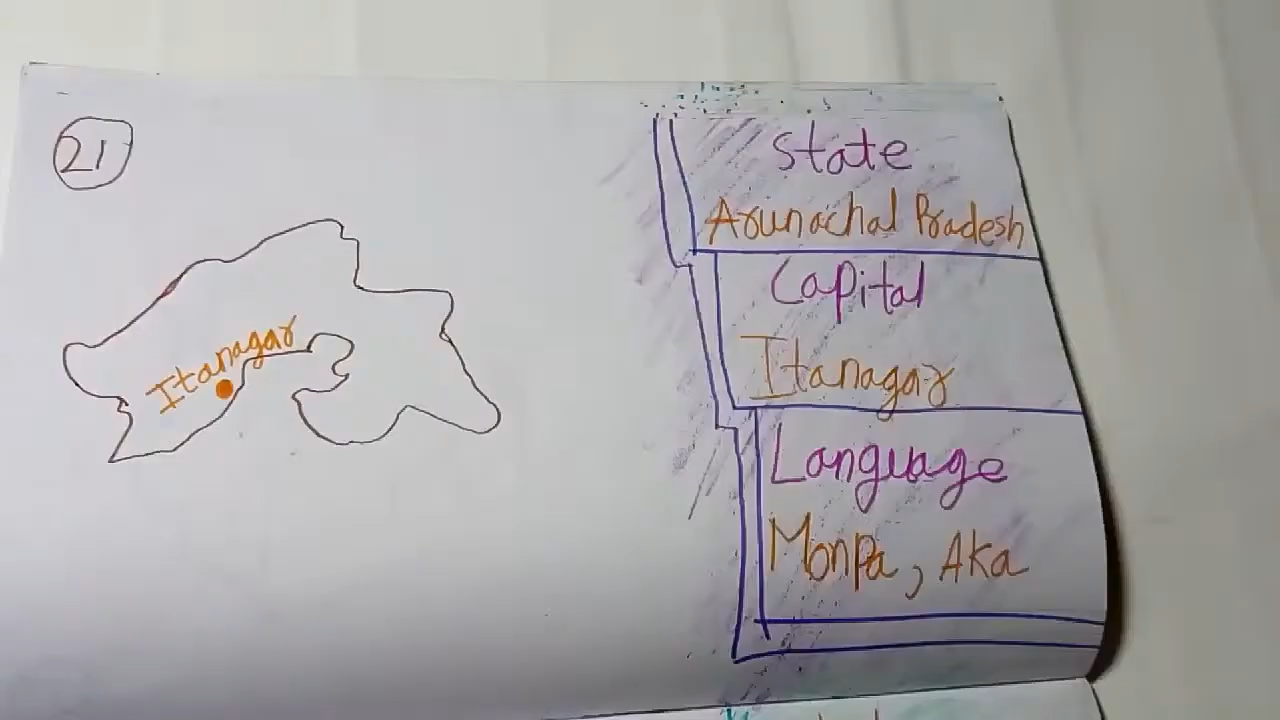 21
Itanagar
State
Arunachal Pradesh
Capital
Itanagar
Language
Monpa, Aka